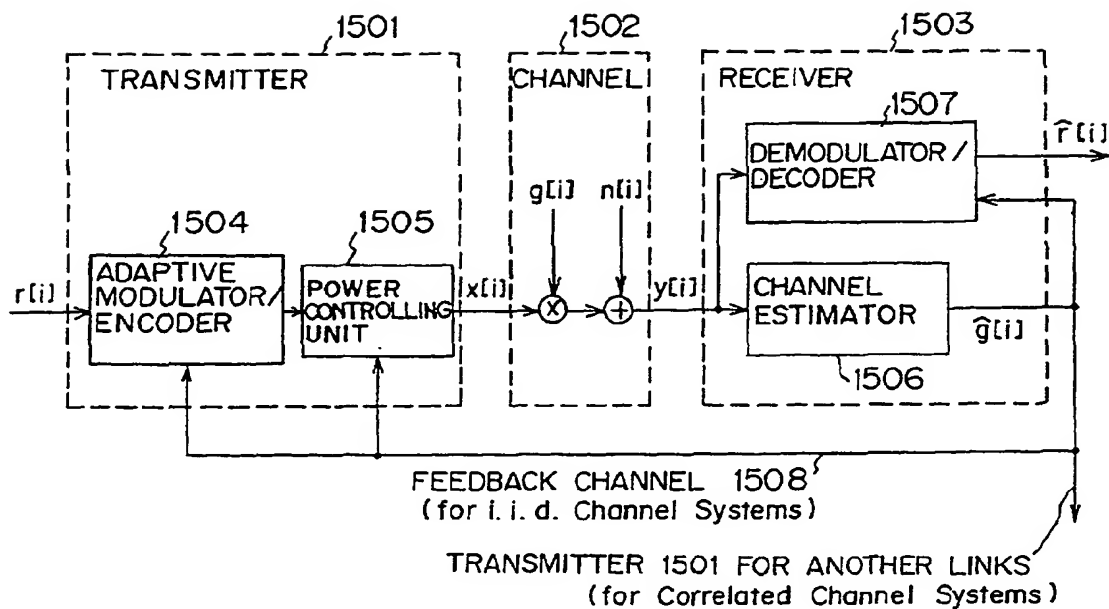 1501
1502
1503
TRANSMITTER
CHANNEL
RECEIVER
1507
r̂[i]
DEMODULATOR/
DECODER
g[i]
n[i]
1504
1505
ADAPTIVE
MODULATOR/
ENCODER
r[i]
POWER
CONTROLLING
UNIT
x[i]
y[i]
CHANNEL
ESTIMATOR
ĝ[i]
1506
FEEDBACK CHANNEL 1508
(for i.i.d. Channel Systems)
TRANSMITTER 1501 FOR ANOTHER LINKS
(for Correlated Channel Systems)